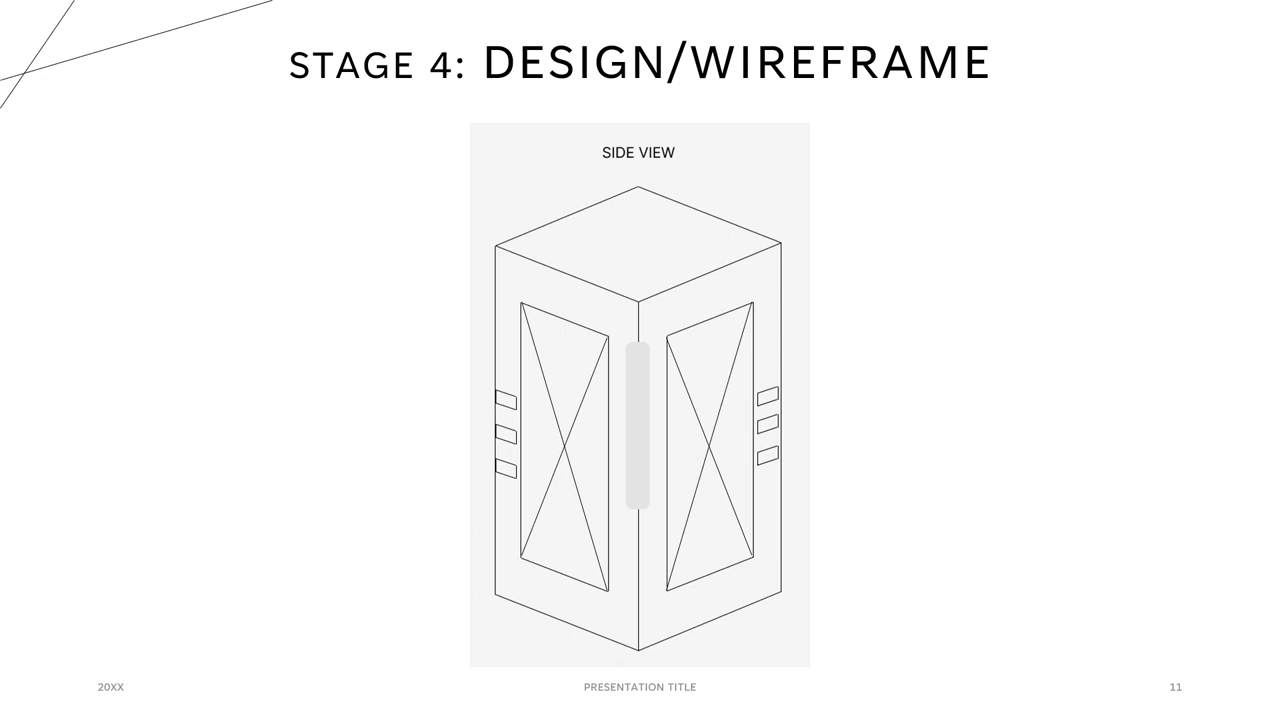 STAGE 4: DESIGN/WIREFRAME
SIDE VIEW
20XX
PRESENTATION TITLE
11